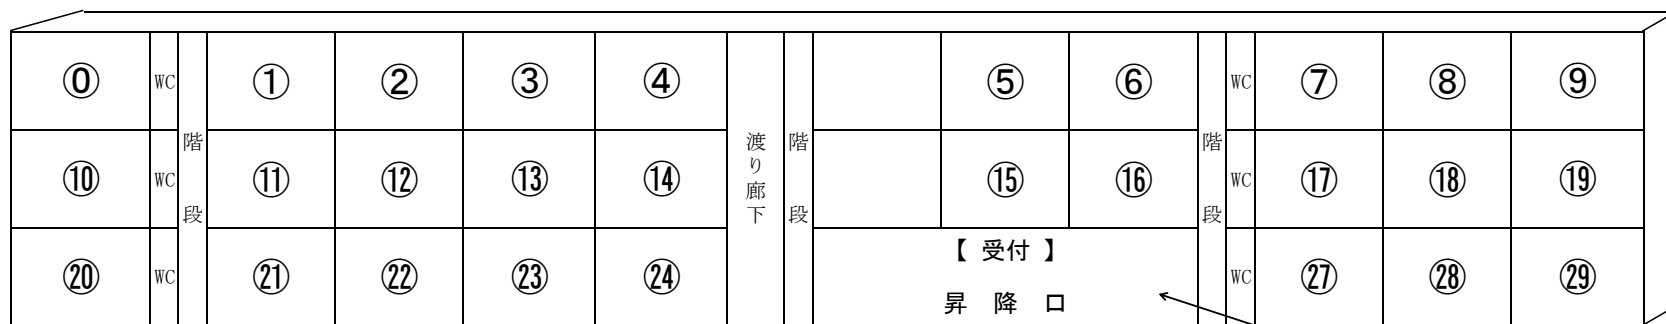 ⓪ WC ① ② ③ ④ ⑤ ⑥ WC ⑦ ⑧ ⑨
階段 渡り廊下 階段 階段
⑩ WC ⑪ ⑫ ⑬ ⑭ ⑮ ⑯ WC ⑰ ⑱ ⑲
【 受付 】
⑳ WC ㉑ ㉒ ㉓ ㉔ 昇 降 口 WC ㉗ ㉘ ㉙